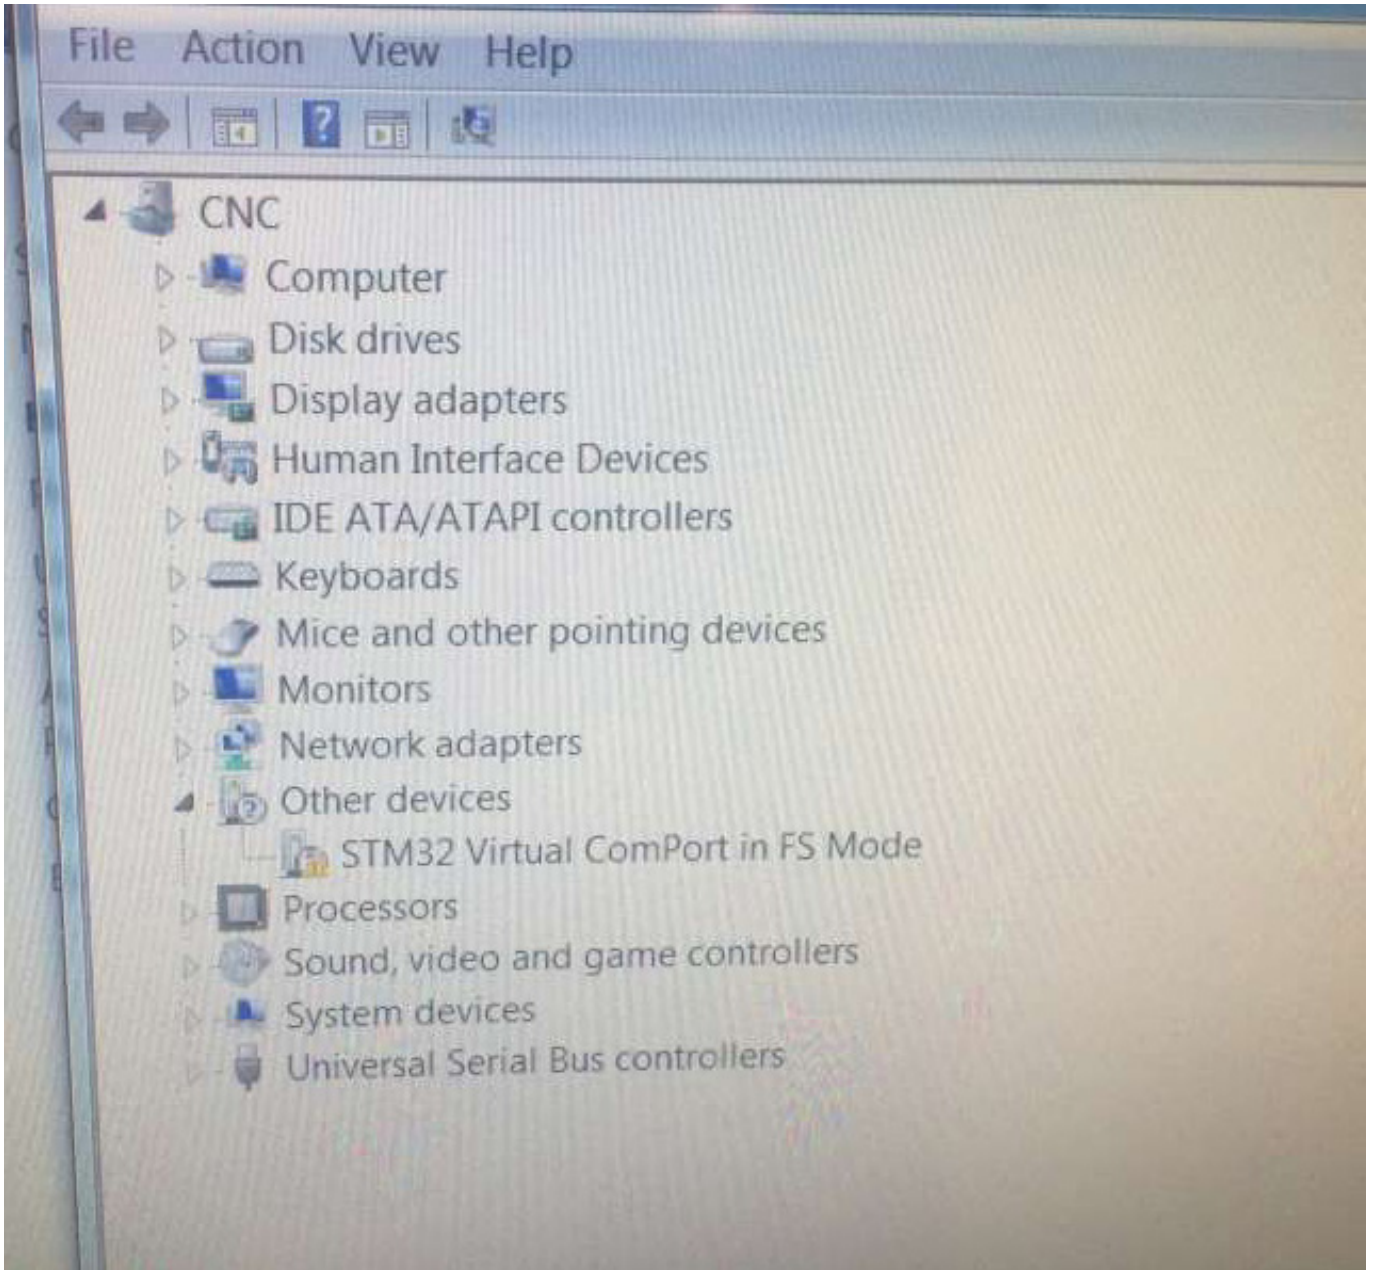 File Action View Help
CNC
Computer
Disk drives
Display adapters
Human Interface Devices
IDE ATA/ATAPI controllers
Keyboards
Mice and other pointing devices
Monitors
Network adapters
Other devices
STM32 Virtual ComPort in FS Mode
Processors
Sound, video and game controllers
System devices
Universal Serial Bus controllers